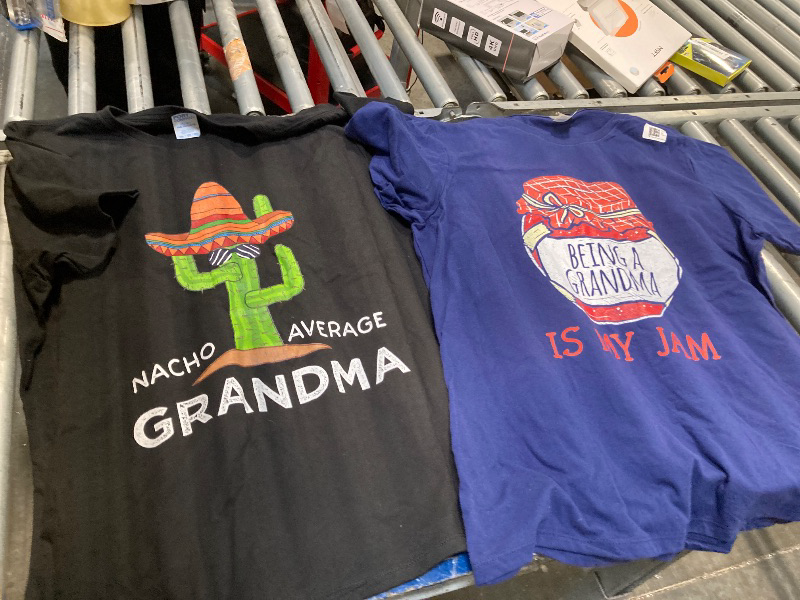 NACHO AVERAGE
GRANDMA
BEING A
GRANDMA
IS MY JAM